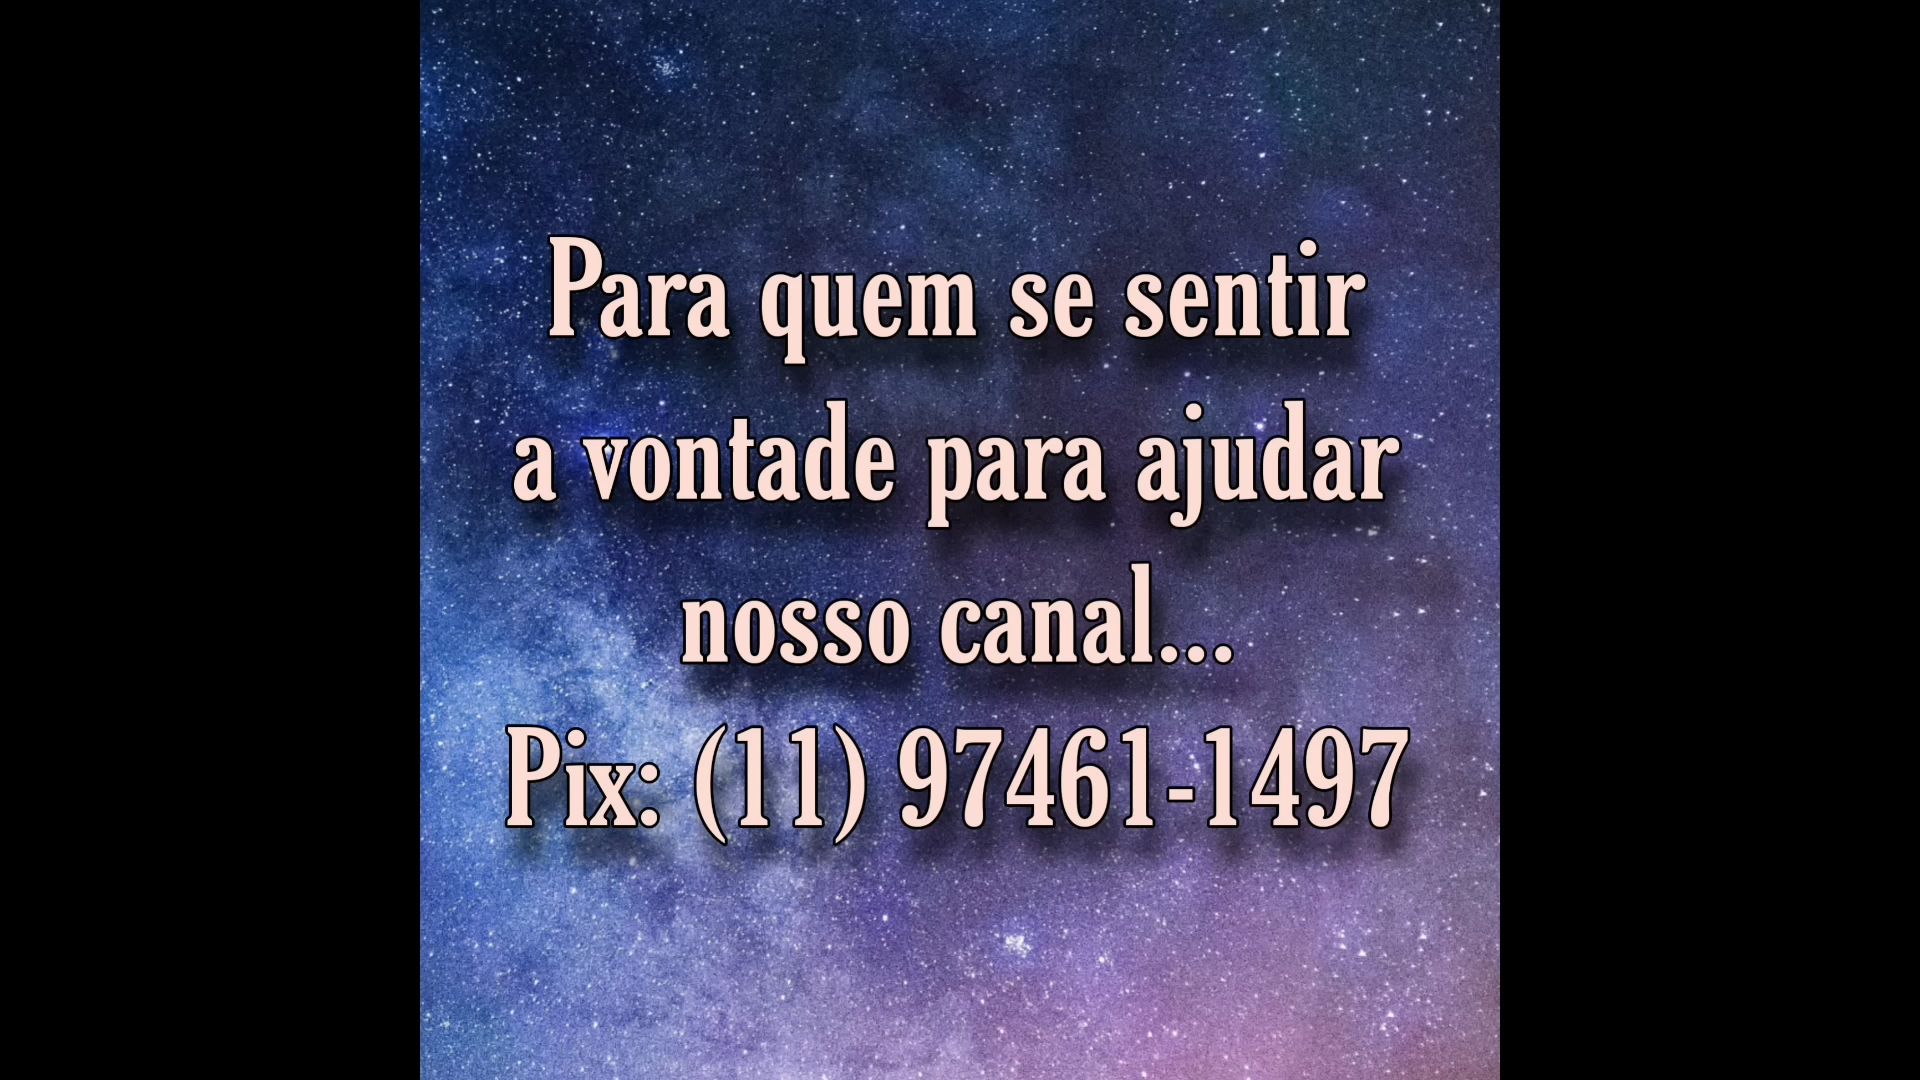 Para quem se sentir
a vontade para ajudar
nosso canal...
Pix: (11) 97461-1497